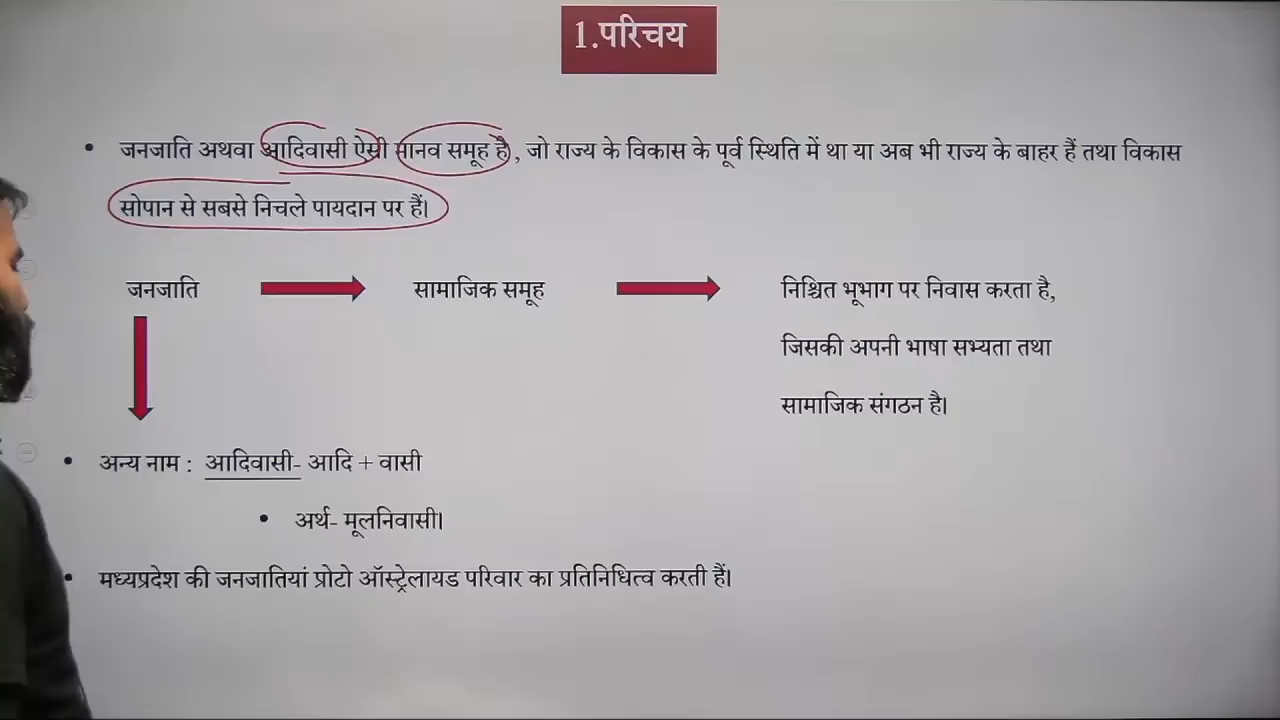 1.परिचय
• जनजाति अथवा आदिवासी ऐसी मानव समूह है , जो राज्य के विकास के पूर्व स्थिति में था या अब भी राज्य के बाहर हैं तथा विकास
सोपान से सबसे निचले पायदान पर हैं।
जनजाति सामाजिक समूह निश्चित भूभाग पर निवास करता है,
जिसकी अपनी भाषा सभ्यता तथा
सामाजिक संगठन है।
• अन्य नाम : आदिवासी- आदि + वासी
• अर्थ- मूलनिवासी।
• मध्यप्रदेश की जनजातियां प्रोटो ऑस्ट्रेलायड परिवार का प्रतिनिधित्व करती हैं।